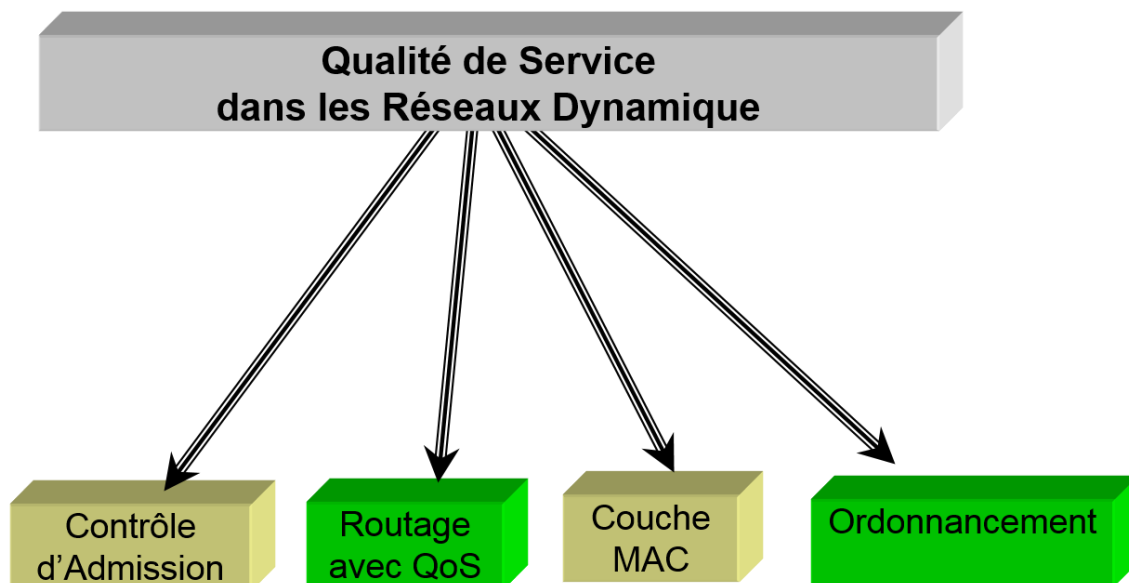 Qualité de Service
dans les Réseaux Dynamique
Contrôle
d'Admission
Routage
avec QoS
Couche
MAC
Ordonnancement